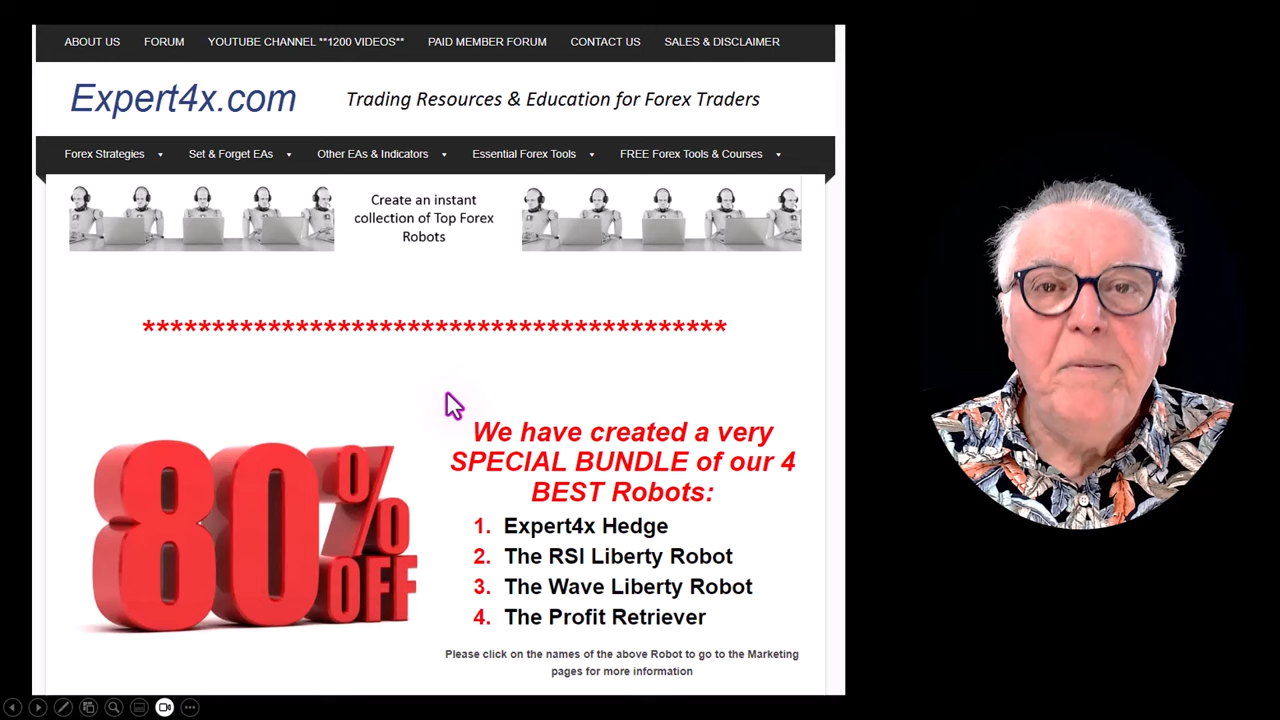 ABOUT US FORUM YOUTUBE CHANNEL **1200 VIDEOS** PAID MEMBER FORUM CONTACT US SALES & DISCLAIMER
Expert4x.com Trading Resources & Education for Forex Traders
Forex Strategies Set & Forget EAs Other EAs & Indicators Essential Forex Tools FREE Forex Tools & Courses
Create an instant
collection of Top Forex
Robots
******************************************
80% OFF
We have created a very
SPECIAL BUNDLE of our 4
BEST Robots:
1. Expert4x Hedge
2. The RSI Liberty Robot
3. The Wave Liberty Robot
4. The Profit Retriever
Please click on the names of the above Robot to go to the Marketing
pages for more information